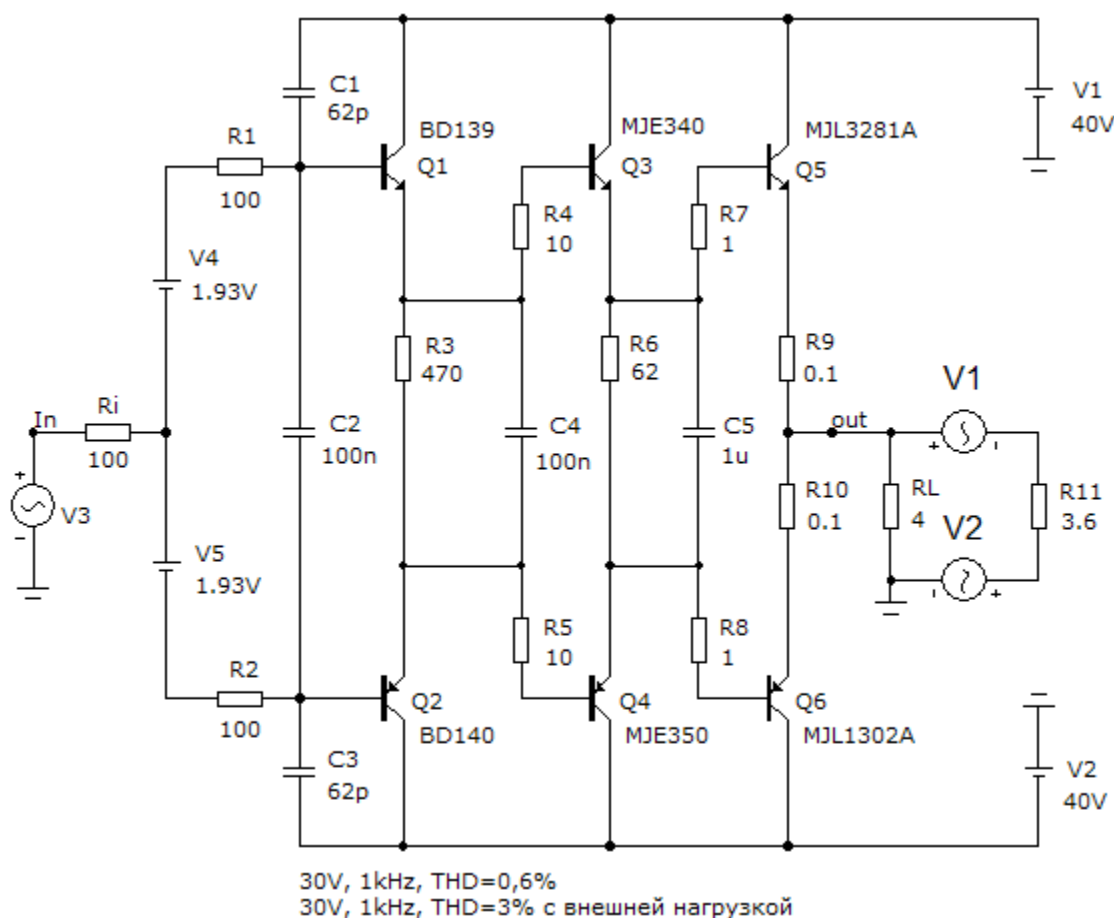 C1
62p
R1
100
BD139
Q1
MJE340
Q3
MJL3281A
Q5
V1
40V
R4
10
R7
1
V4
1.93V
R3
470
R6
62
R9
0.1
V1
+
-
In
Ri
100
C2
100n
C4
100n
C5
1u
out
R10
0.1
RL
4
R11
3.6
V2
-
+
+
V3
-
V5
1.93V
R5
10
R8
1
R2
100
Q2
BD140
Q4
MJE350
Q6
MJL1302A
C3
62p
V2
40V
30V, 1kHz, THD=0,6%
30V, 1kHz, THD=3% с внешней нагрузкой